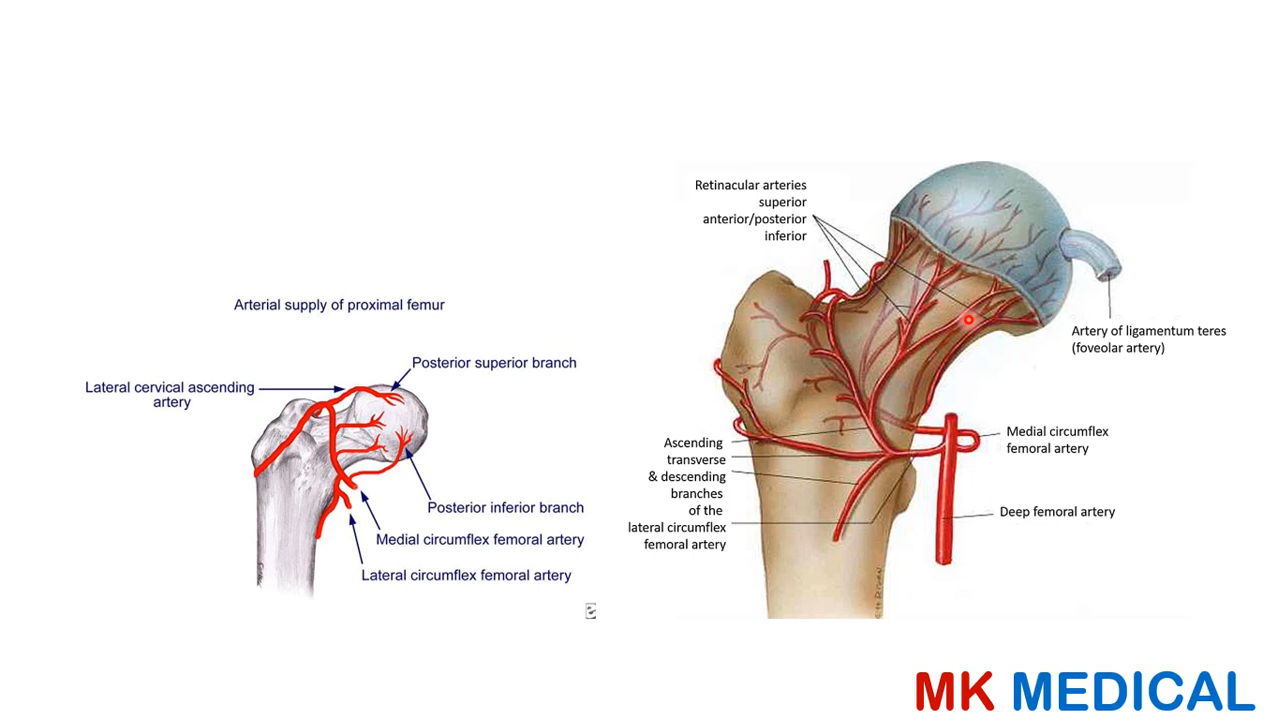 Arterial supply of proximal femur
Posterior superior branch
Lateral cervical ascending
artery
Posterior inferior branch
Medial circumflex femoral artery
Lateral circumflex femoral artery
Retinacular arteries
superior
anterior/posterior
inferior
Artery of ligamentum teres
(foveolar artery)
Ascending
transverse
& descending
branches
of the
lateral circumflex
femoral artery
Medial circumflex
femoral artery
Deep femoral artery
MK MEDICAL